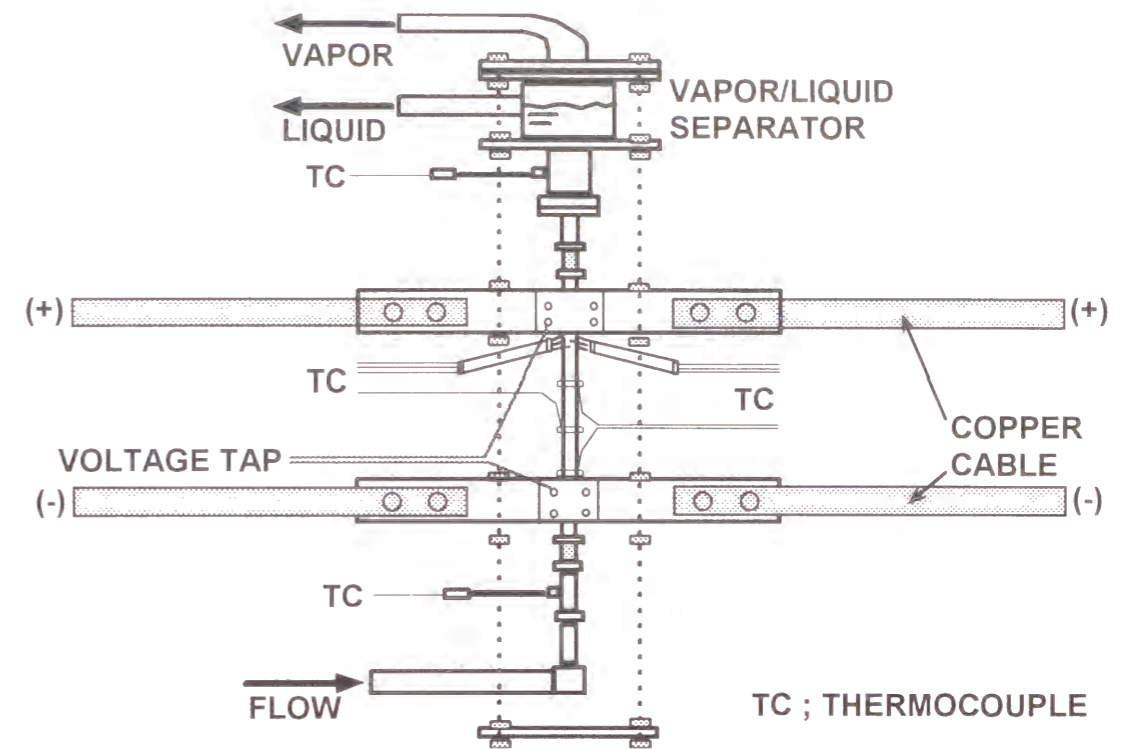 VAPOR
LIQUID
VAPOR/LIQUID
SEPARATOR
TC
(+)
(+)
TC
TC
COPPER
CABLE
VOLTAGE TAP
(-)
(-)
TC
FLOW
TC ; THERMOCOUPLE